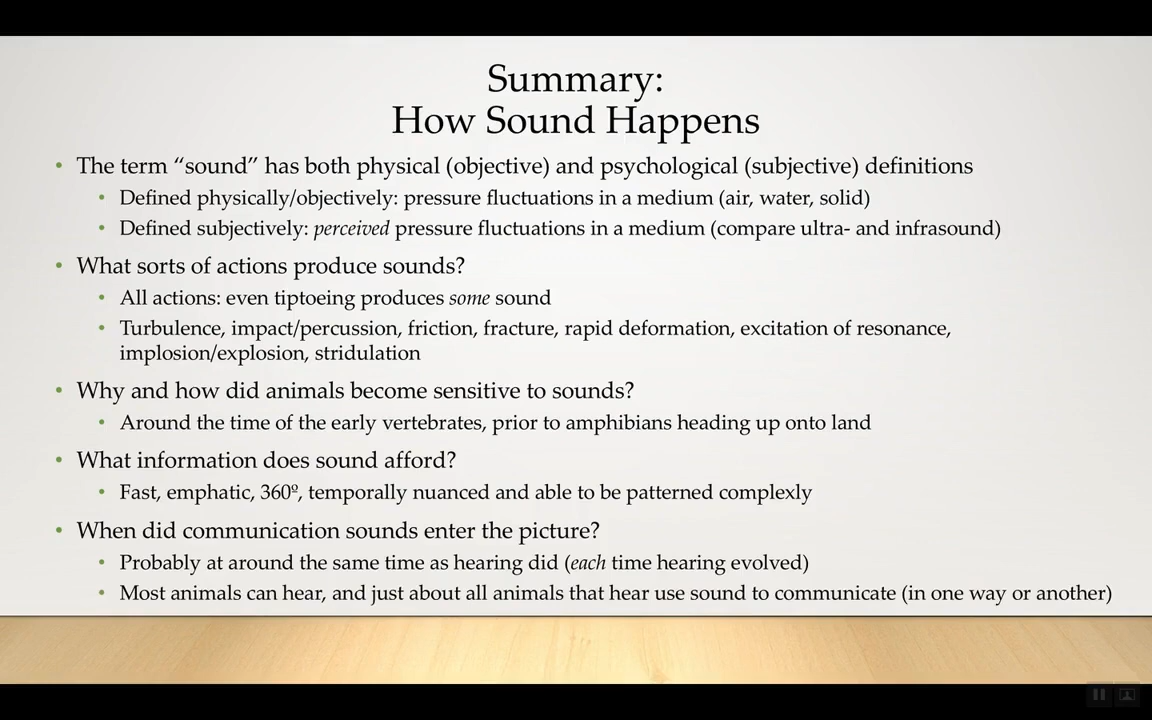 Summary:
How Sound Happens
• The term “sound” has both physical (objective) and psychological (subjective) definitions
• Defined physically/objectively: pressure fluctuations in a medium (air, water, solid)
• Defined subjectively: perceived pressure fluctuations in a medium (compare ultra- and infrasound)
• What sorts of actions produce sounds?
• All actions: even tiptoeing produces some sound
• Turbulence, impact/percussion, friction, fracture, rapid deformation, excitation of resonance,
implosion/explosion, stridulation
• Why and how did animals become sensitive to sounds?
• Around the time of the early vertebrates, prior to amphibians heading up onto land
• What information does sound afford?
• Fast, emphatic, 360º, temporally nuanced and able to be patterned complexly
• When did communication sounds enter the picture?
• Probably at around the same time as hearing did (each time hearing evolved)
• Most animals can hear, and just about all animals that hear use sound to communicate (in one way or another)